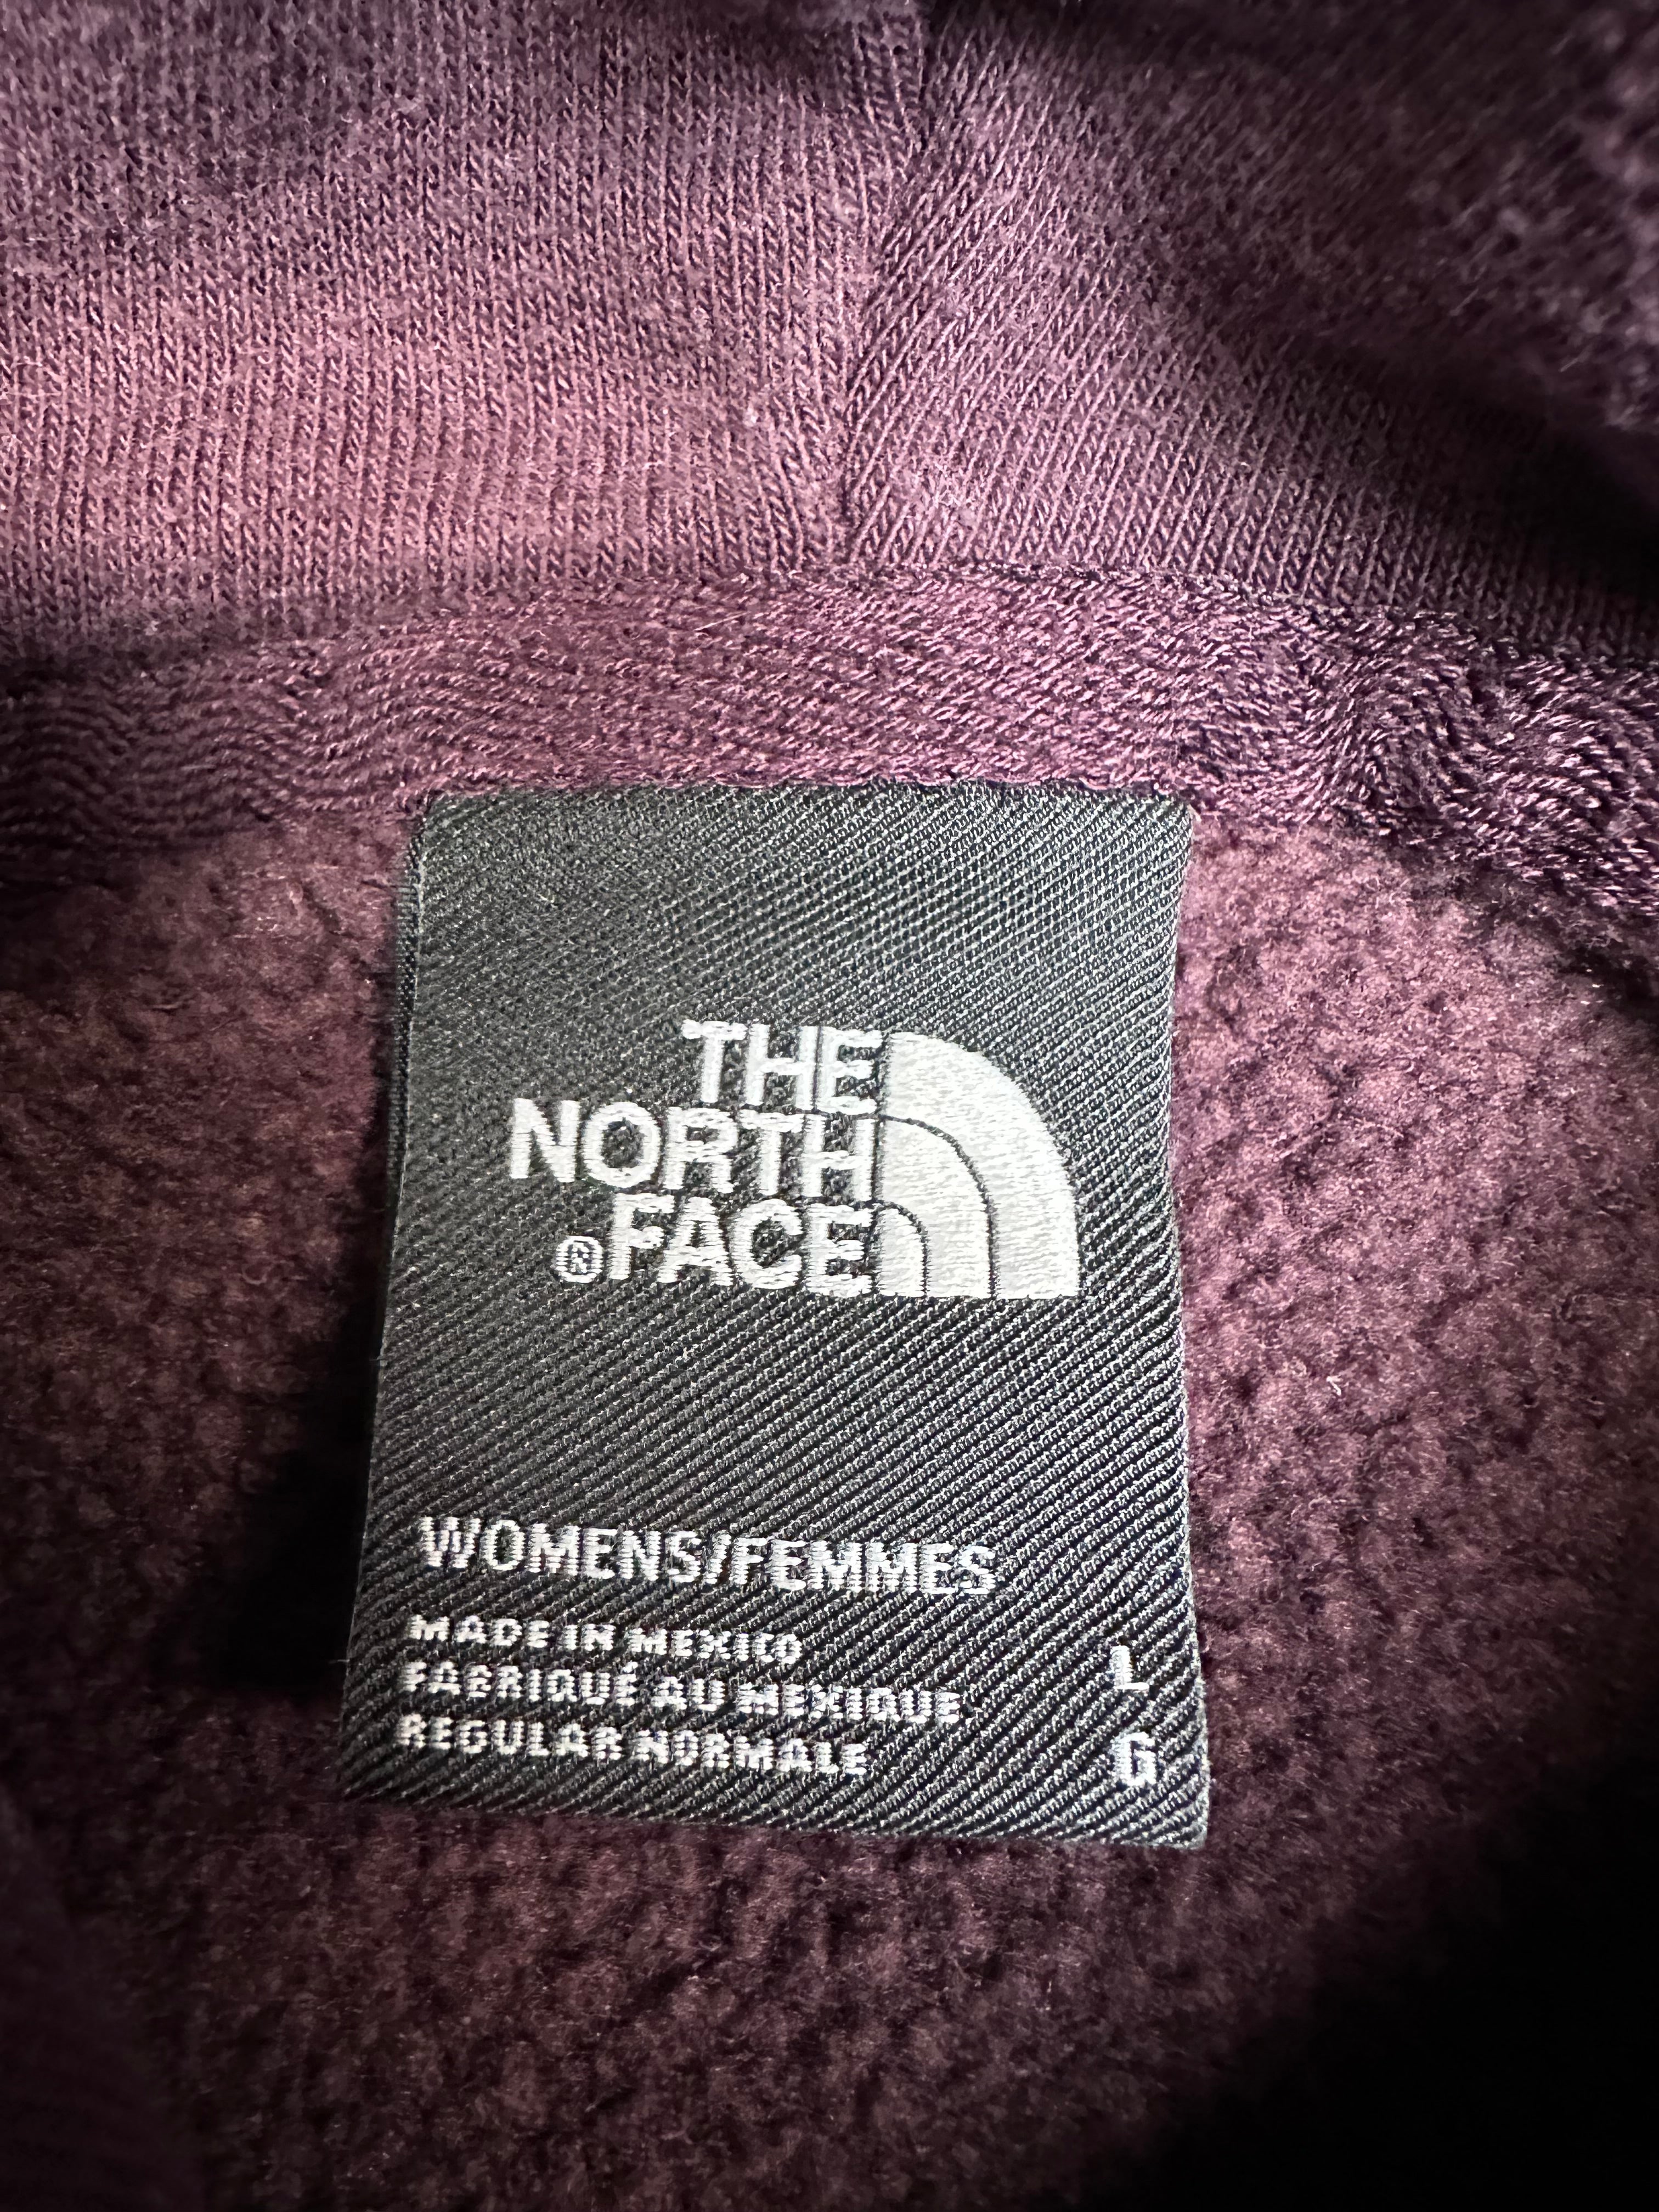 THE
NORTH
®FACE
WOMENS/FEMMES
MADE IN MEXICO
FABRIQUÉ AU MEXIQUE L
REGULAR NORMALE G